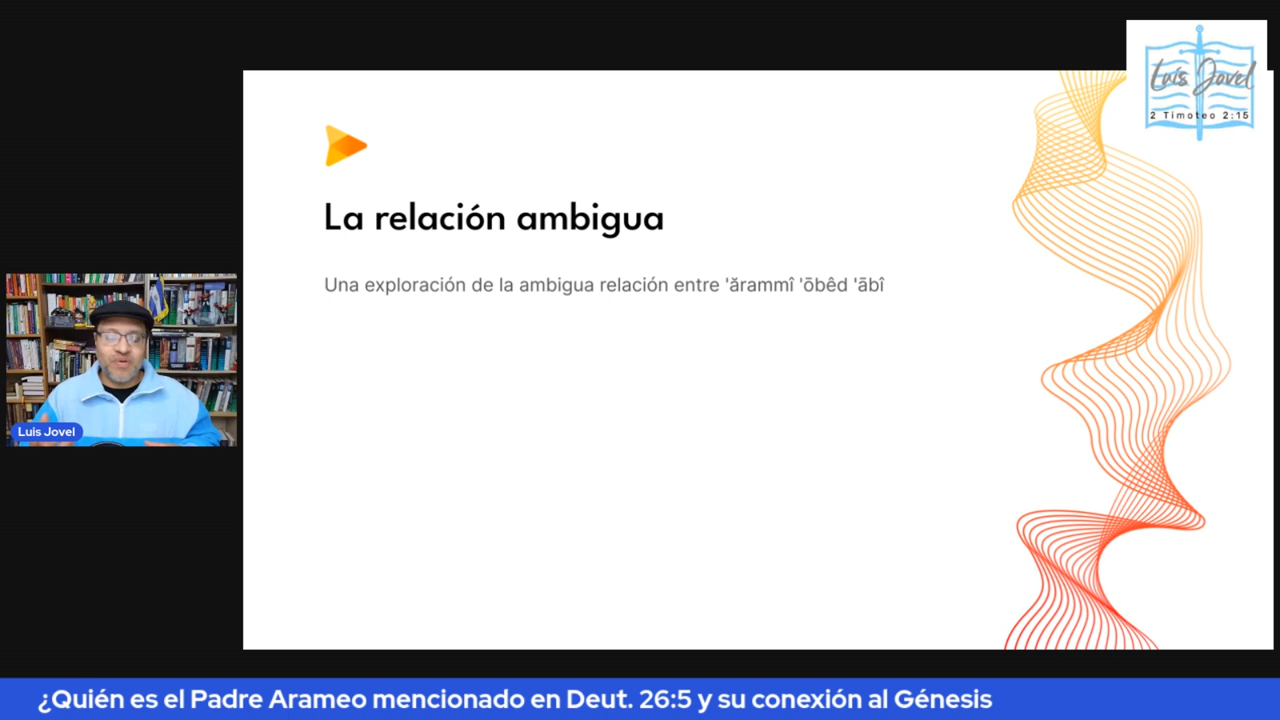 Luis Jovel
2 Timoteo 2:15
La relación ambigua
Una exploración de la ambigua relación entre 'ărammî 'ōbêd 'ābî
Luis Jovel
¿Quién es el Padre Arameo mencionado en Deut. 26:5 y su conexión al Génesis